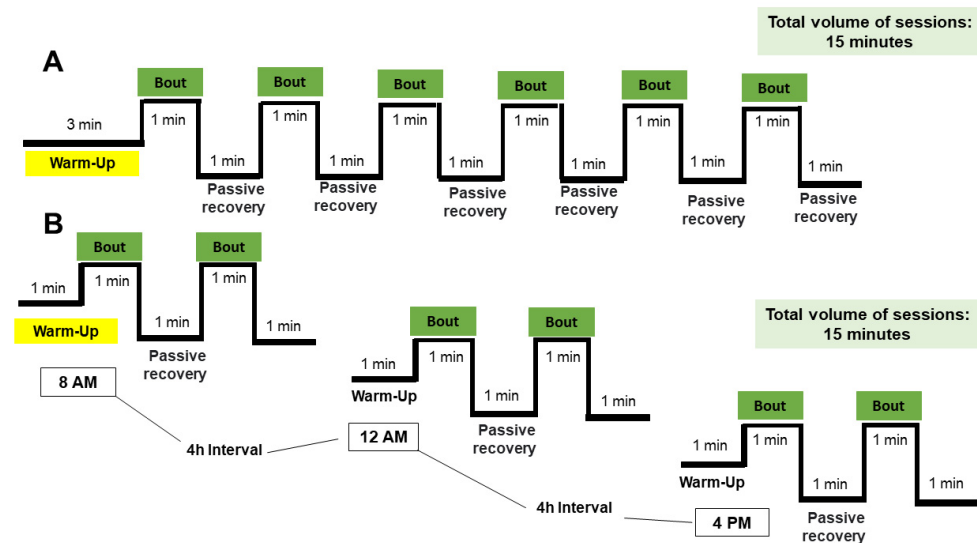 Total volume of sessions:
15 minutes
A
Bout Bout Bout Bout Bout Bout
3 min 1 min 1 min 1 min 1 min 1 min 1 min
Warm-Up
1 min 1 min 1 min 1 min 1 min 1 min
Passive recovery
Passive recovery
Passive recovery
Passive recovery
Passive recovery
Passive recovery
B
Bout Bout
1 min 1 min 1 min
Warm-Up
1 min 1 min
Passive
recovery
8 AM
4h Interval
Total volume of sessions:
15 minutes
Bout Bout
1 min 1 min 1 min
Warm-Up
1 min 1 min
Passive
recovery
12 AM
4h Interval
Bout Bout
1 min 1 min 1 min
Warm-Up
1 min 1 min
Passive
recovery
4 PM